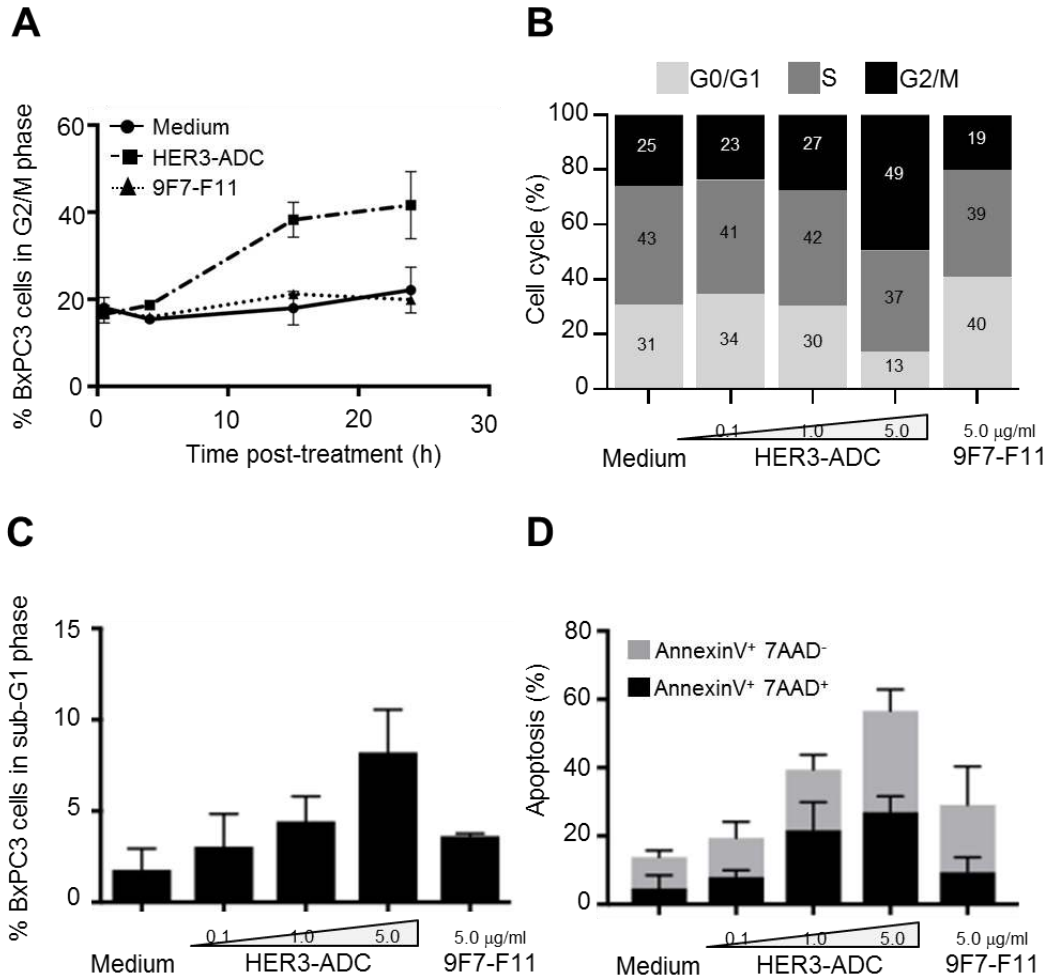 A
% BxPC3 cells in G2/M phase
60
40
20
0
Medium
HER3-ADC
9F7-F11
0
10
20
30
Time post-treatment (h)
B
G0/G1 S G2/M
Cell cycle (%)
100
80
60
40
20
0
25 23 27 49 19
43 41 42 37 39
31 34 30 13 40
0.1 1.0 5.0 5.0 µg/ml
Medium HER3-ADC 9F7-F11
C
% BxPC3 cells in sub-G1 phase
15
10
5
0
0.1 1.0 5.0 5.0 µg/ml
Medium HER3-ADC 9F7-F11
D
Apoptosis (%)
80
60
40
20
0
AnnexinV⁺ 7AAD⁻
AnnexinV⁺ 7AAD⁺
0.1 1.0 5.0 5.0 µg/ml
Medium HER3-ADC 9F7-F11